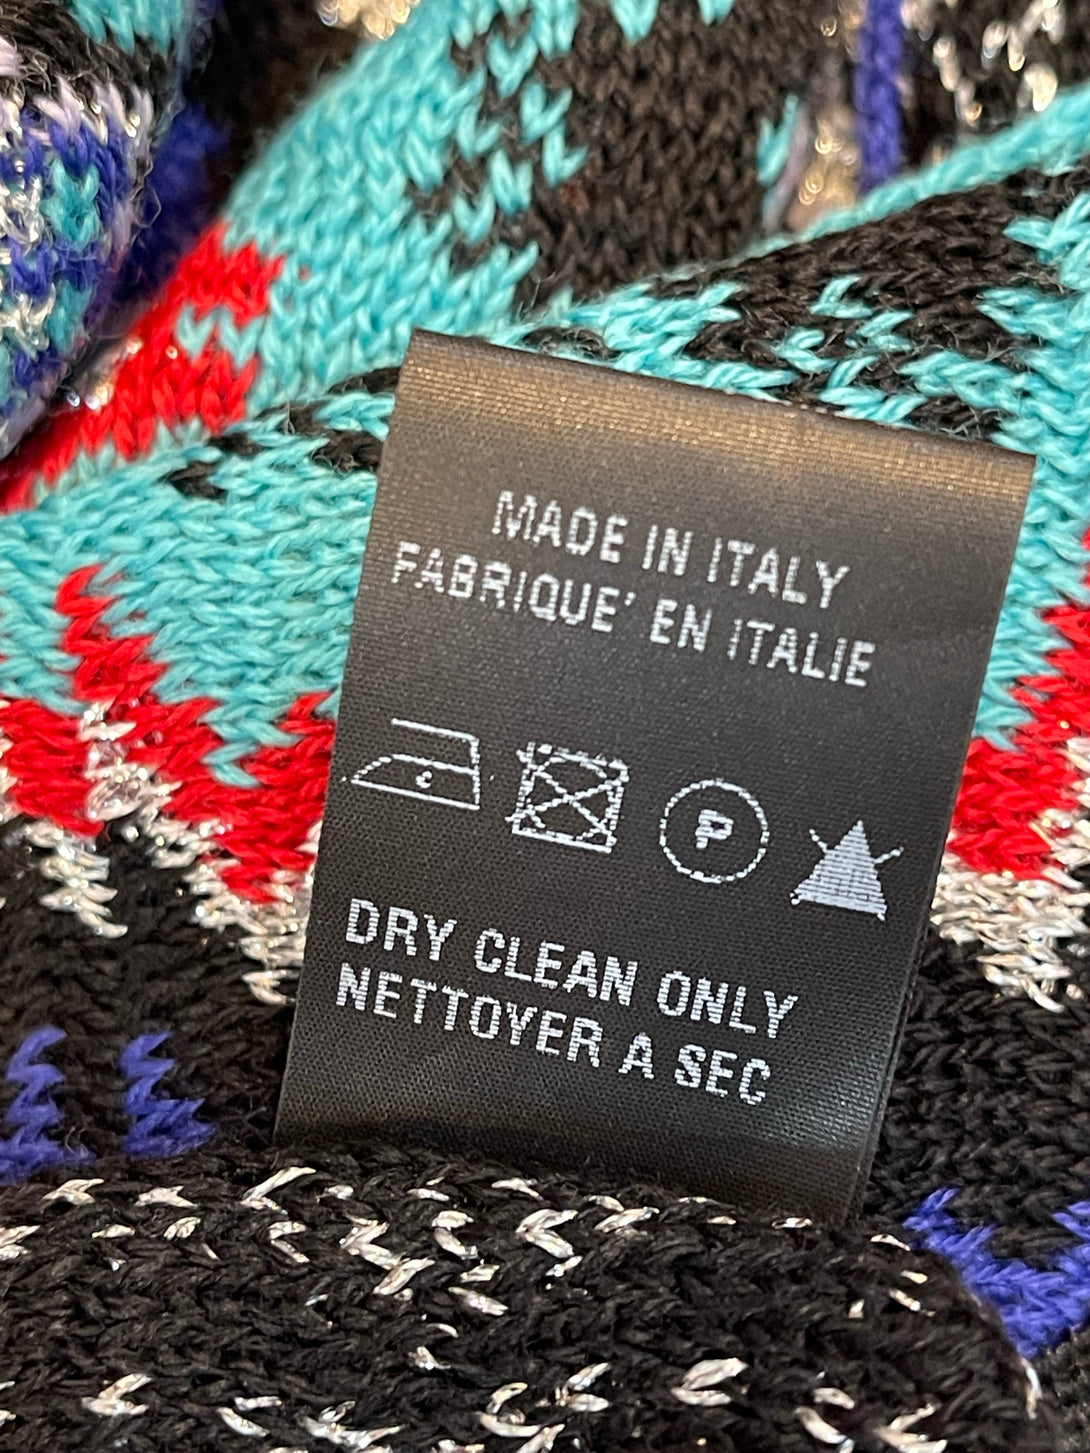 MADE IN ITALY
FABRIQUE' EN ITALIE
P
DRY CLEAN ONLY
NETTOYER A SEC